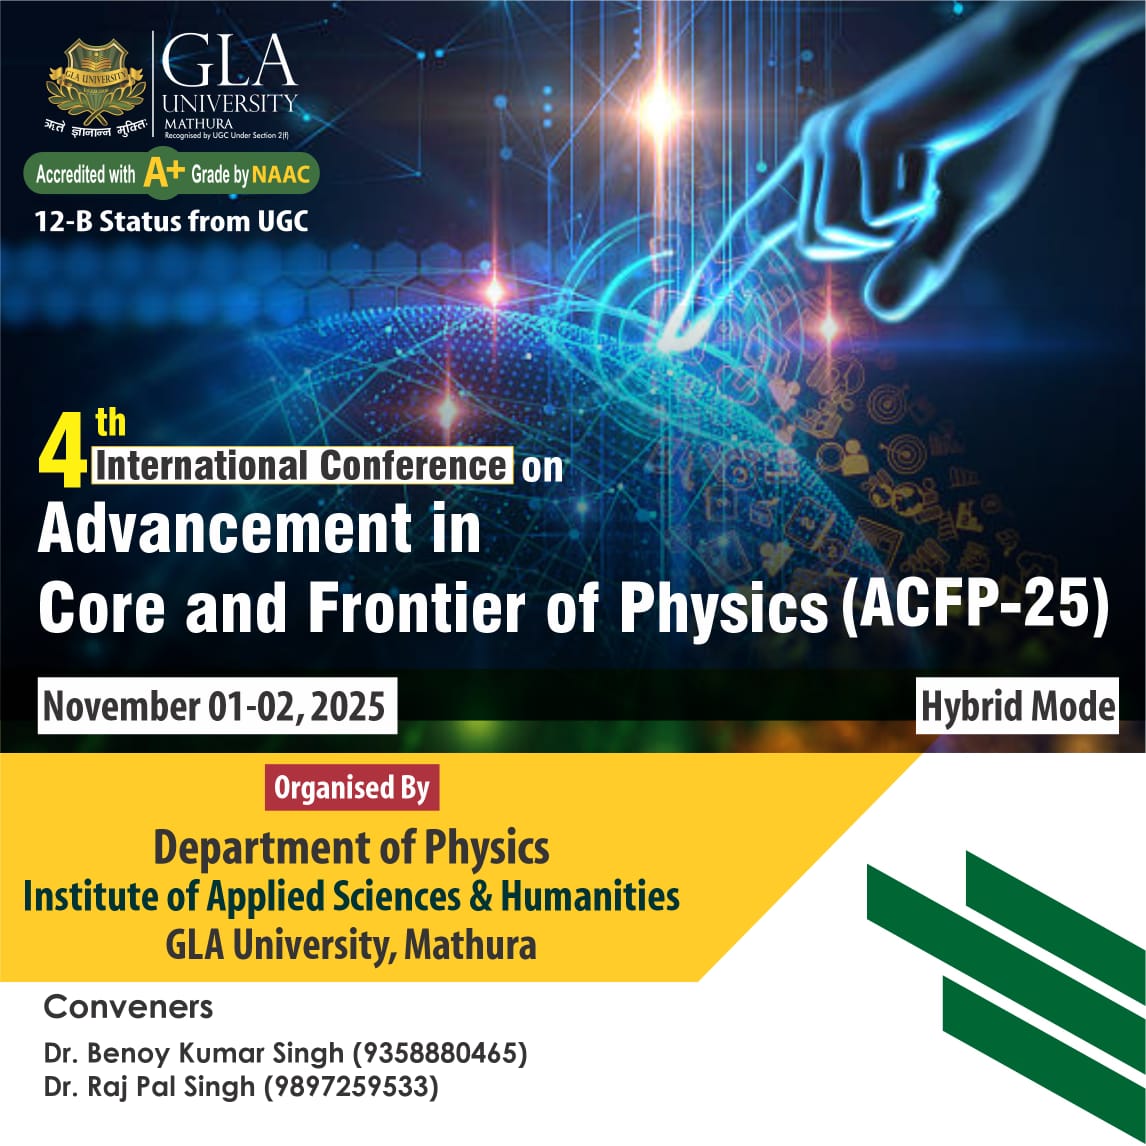 GLA UNIVERSITY
ऋते ज्ञानान्न मुक्तिः
GLA
UNIVERSITY
MATHURA
Recognised by UGC Under Section 2(f)
Accredited with A+ Grade by NAAC
12-B Status from UGC
4th International Conference on
Advancement in
Core and Frontier of Physics (ACFP-25)
November 01-02, 2025
Hybrid Mode
Organised By
Department of Physics
Institute of Applied Sciences & Humanities
GLA University, Mathura
Conveners
Dr. Benoy Kumar Singh (9358880465)
Dr. Raj Pal Singh (9897259533)